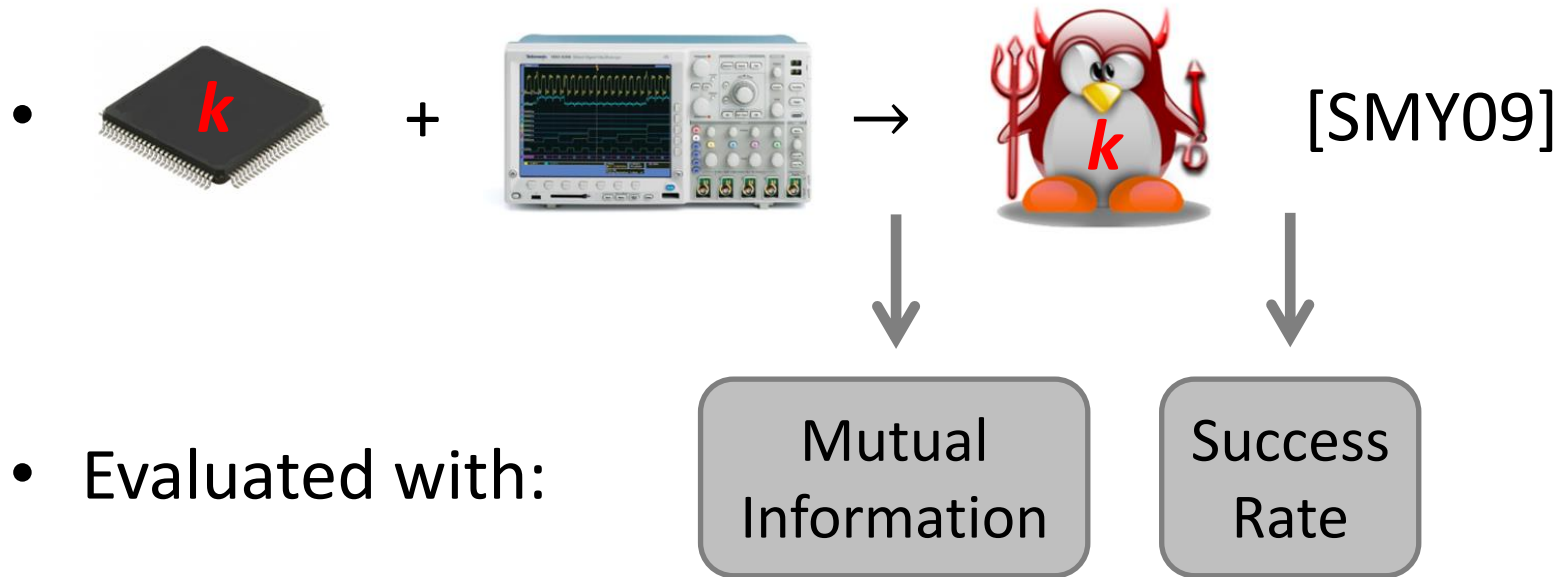 • k + → k [SMY09]
• Evaluated with:
Mutual
Information
Success
Rate